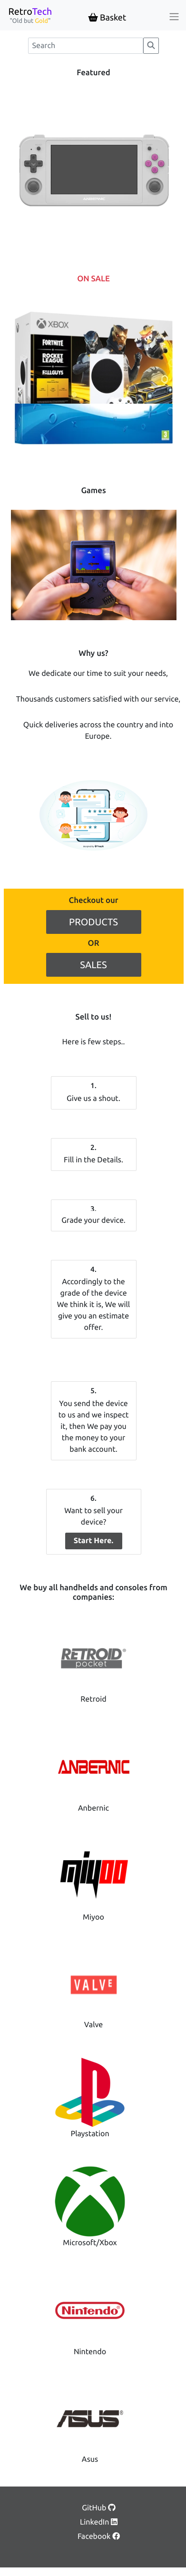 RetroTech
"Old but Gold"
Basket
Search
Featured
ON SALE
XBOX
FORTNITE
ROCKET
LEAGUE
Games
Why us?
We dedicate our time to suit your needs,
Thousands customers satisfied with our service,
Quick deliveries across the country and into
Europe.
Checkout our
PRODUCTS
OR
SALES
Sell to us!
Here is few steps..
1.
Give us a shout.
2.
Fill in the Details.
3.
Grade your device.
4.
Accordingly to the
grade of the device
We think it is, We will
give you an estimate
offer.
5.
You send the device
to us and we inspect
it, then We pay you
the money to your
bank account.
6.
Want to sell your
device?
Start Here.
We buy all handhelds and consoles from
companies:
RETROID
pocket
Retroid
ANBERNIC
Anbernic
MIYOO
Miyoo
VALVE
Valve
Playstation
Microsoft/Xbox
Nintendo
Nintendo
ASUS
Asus
GitHub
LinkedIn
Facebook